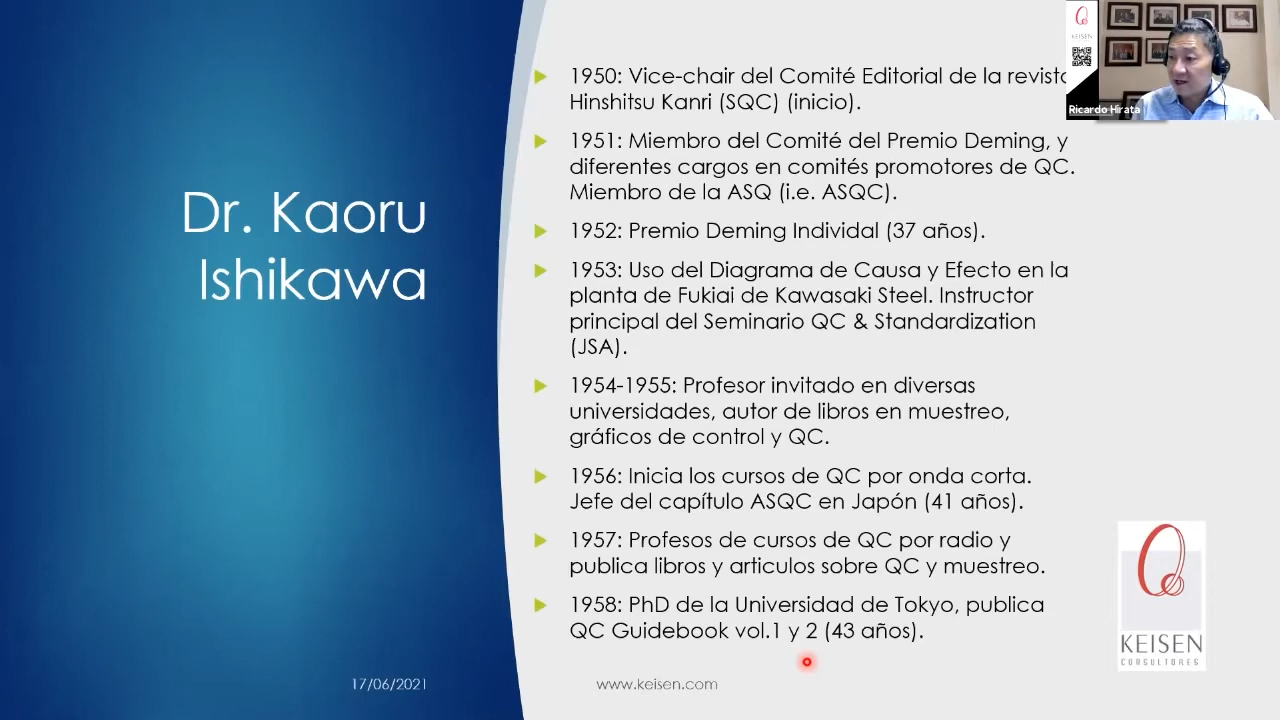 Dr. Kaoru
Ishikawa
1950: Vice-chair del Comité Editorial de la revista
Hinshitsu Kanri (SQC) (inicio).
1951: Miembro del Comité del Premio Deming, y
diferentes cargos en comités promotores de QC.
Miembro de la ASQ (i.e. ASQC).
1952: Premio Deming Individal (37 años).
1953: Uso del Diagrama de Causa y Efecto en la
planta de Fukiai de Kawasaki Steel. Instructor
principal del Seminario QC & Standardization
(JSA).
1954-1955: Profesor invitado en diversas
universidades, autor de libros en muestreo,
gráficos de control y QC.
1956: Inicia los cursos de QC por onda corta.
Jefe del capítulo ASQC en Japón (41 años).
1957: Profesos de cursos de QC por radio y
publica libros y articulos sobre QC y muestreo.
1958: PhD de la Universidad de Tokyo, publica
QC Guidebook vol.1 y 2 (43 años).
17/06/2021
www.keisen.com
KEISEN
CONSULTORES
KEISEN
Ricardo Hirata